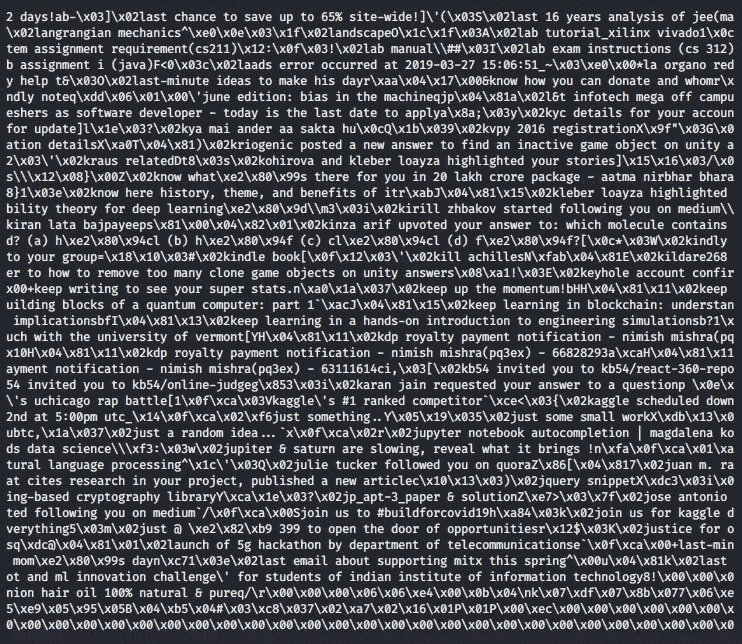 2 days!ab-\x03]\x02last chance to save up to 65% site-wide!]\'(\x03S\x02last 16 years analysis of jee(ma
\x02langrangian mechanics^\xe0\x0e\x03\x1f\x02landscapeO\x1c\x1f\x03A\x02lab tutorial_xilinx vivado1\x0c
tem assignment requirement(cs211)\x12:\x0f\x03!\x02lab manual\\##\x03I\x02lab exam instructions (cs 312)
b assignment i (java)F<0\x03c\x02laads error occurred at 2019-03-27 15:06:51_~\x03\xe0\x00*la organo red
y help t&\x03O\x02last-minute ideas to make his dayr\xaa\x04\x17\x00&know how you can donate and whomr\x
ndly noteq\xdd\x06\x01\x00\'june edition: bias in the machineqjp\x04\x81a\x02l&t infotech mega off campu
eshers as software developer - today is the last date to applya\x8a;\x03y\x02kyc details for your accoun
for update]l\x1e\x03?\x02kya mai ander aa sakta hu\x0cQ\x1b\x039\x02kvpy 2016 registrationX\x9f"\x03G\x0
ation detailsX\xa0T\x04\x81)\x02kriogenic posted a new answer to find an inactive game object on unity a
2\x03\'\x02kraus relatedDt8\x03s\x02kohirova and kleber loayza highlighted your stories]\x15\x16\x03/\x0
s\\\x12\x08}\x00Z\x02know what\xe2\x80\x99s there for you in 20 lakh crore package - aatma nirbhar bhara
8}1\x03e\x02know here history, theme, and benefits of itr\xabJ\x04\x81\x15\x02kleber loayza highlighted
bility theory for deep learning\xe2\x80\x9d\\m3\x03i\x02kirill zhbakov started following you on medium\\
kiran lata bajpayeeps\x81\x00\x04\x82\x01\x02kinza arif upvoted your answer to: which molecule contains
d? (a) h\xe2\x80\x94cl (b) h\xe2\x80\x94f (c) cl\xe2\x80\x94cl (d) f\xe2\x80\x94f?[\x0c*\x03W\x02kindly
to your group=\x18\x10\x03#\x02kindle book[\x0f\x12\x03\'\x02kill achillesN\xfab\x04\x81E\x02kildare268
er to how to remove too many clone game objects on unity answers\x08\xa1!\x03E\x02keyhole account confir
x00+keep writing to see your super stats.n\xa0\x1a\x037\x02keep up the momentum!bHH\x04\x81\x11\x02keep
uilding blocks of a quantum computer: part 1`\xacJ\x04\x81\x15\x02keep learning in blockchain: understan
implicationsbfI\x04\x81\x13\x02keep learning in a hands-on introduction to engineering simulationsb?1\x
uch with the university of vermont[YH\x04\x81\x11\x02kdp royalty payment notification - nimish mishra(pq
x10H\x04\x81\x11\x02kdp royalty payment notification - nimish mishra(pq3ex) - 66828293a\xcaH\x04\x81\x11
ayment notification - nimish mishra(pq3ex) - 63111614ci,\x03[\x02kb54 invited you to kb54/react-360-repo
54 invited you to kb54/online-judgeg\x853\x03i\x02karan jain requested your answer to a questionp \x0e\x
\'s uchicago rap battle[1\x0f\xca\x03Vkaggle\'s #1 ranked competitor`\xce<\x03{\x02kaggle scheduled down
2nd at 5:00pm utc_\x14\x0f\xca\x02\xf6just something..Y\x05\x19\x035\x02just some small workX\xdb\x13\x0
ubtc,\x1a\x037\x02just a random idea...`x\x0f\xca\x02r\x02jupyter notebook autocompletion | magdalena ko
ds data science\\\xf3:\x03w\x02jupiter & saturn are slowing, reveal what it brings !n\xfa\x0f\xca\x01\xa
tural language processing^\x1c\'\x03Q\x02julie tucker followed you on quoraZ\x86[\x04\x817\x02juan m. ra
at cites research in your project, published a new articlec\x10\x13\x03)\x02jquery snippetX\xdc3\x03i\x0
ing-based cryptography libraryY\xca\x1e\x03?\x02jp_apt-3_paper & solutionZ\xe7>\x03\x7f\x02jose antonio
ted following you on medium`/\x0f\xca\x00Sjoin us to #buildforcovid19h\xa84\x03k\x02join us for kaggle d
verything5\x03m\x02just @ \xe2\x82\xb9 399 to open the door of opportunitiesr\x12$\x03K\x02justice for o
sq\xdc@\x04\x81\x01\x02launch of 5g hackathon by department of telecommunicationse`\x0f\xca\x00+last-min
mom\xe2\x80\x99s dayn\xc71\x03e\x02last email about supporting mitx this spring^\x00u\x04\x81k\x02last
ot and ml innovation challenge\' for students of indian institute of information technology8!\x00\x00\x0
nion hair oil 100% natural & pureq/\r\x00\x00\x00\x06\x06\xe4\x00\x0b\x04\nk\x07\xdf\x07\x8b\x077\x06\xe
5\xe9\x05\x95\x05B\x04\xb5\x04#\x03\xc8\x037\x02\xa7\x02\x16\x01P\x01P\x00\xec\x00\x00\x00\x00\x00\x00\x
0\x00\x00\x00\x00\x00\x00\x00\x00\x00\x00\x00\x00\x00\x00\x00\x00\x00\x00\x00\x00\x00\x00\x00\x00\x00\x0